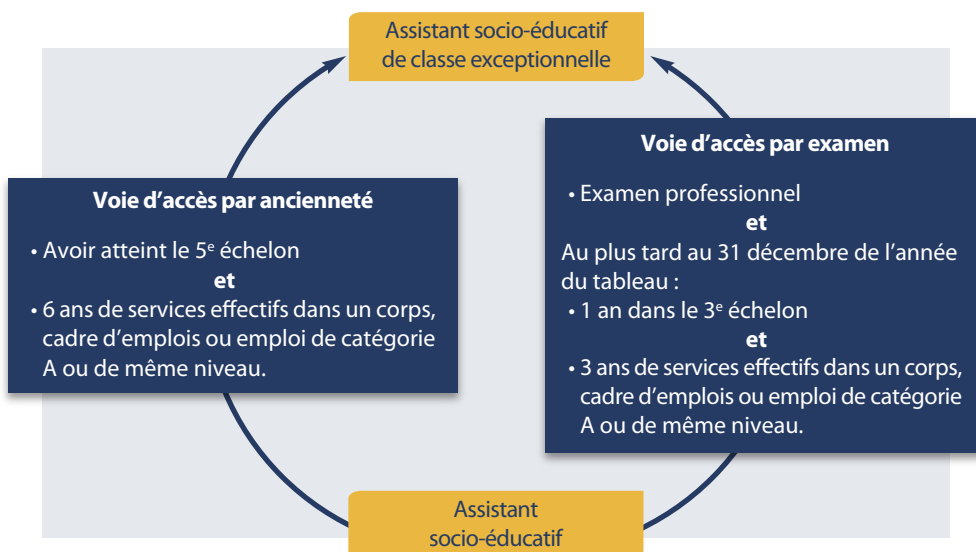 Assistant socio-éducatif
de classe exceptionnelle
Voie d’accès par ancienneté
• Avoir atteint le 5e échelon
et
• 6 ans de services effectifs dans un corps,
cadre d’emplois ou emploi de catégorie
A ou de même niveau.
Voie d’accès par examen
• Examen professionnel
et
Au plus tard au 31 décembre de l’année
du tableau :
• 1 an dans le 3e échelon
et
• 3 ans de services effectifs dans un corps,
cadre d’emplois ou emploi de catégorie
A ou de même niveau.
Assistant
socio-éducatif